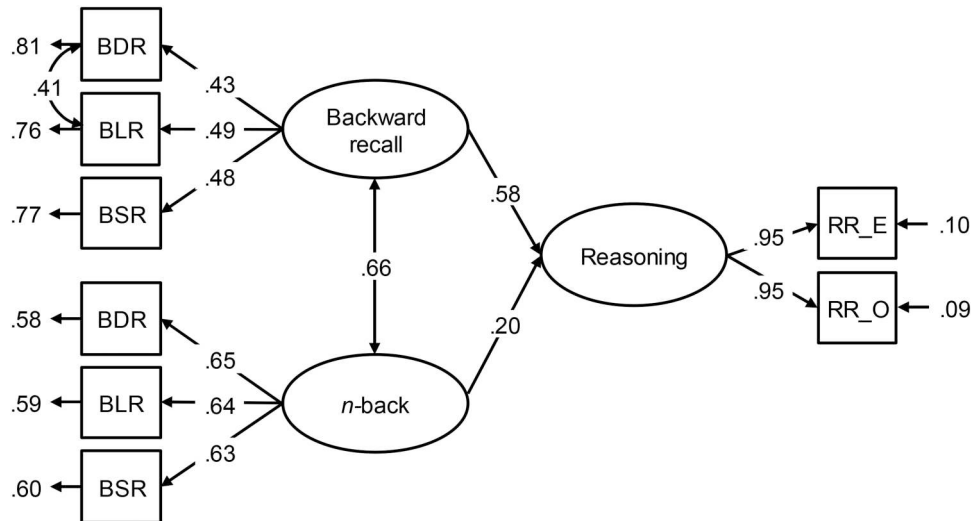 .81
BDR
.41
.43
.76
BLR
.49
Backward
recall
.48
.77
BSR
.58
.66
Reasoning
.95
RR_E
.10
.95
RR_O
.09
.58
BDR
.20
.65
.59
BLR
.64
n-back
.63
.60
BSR